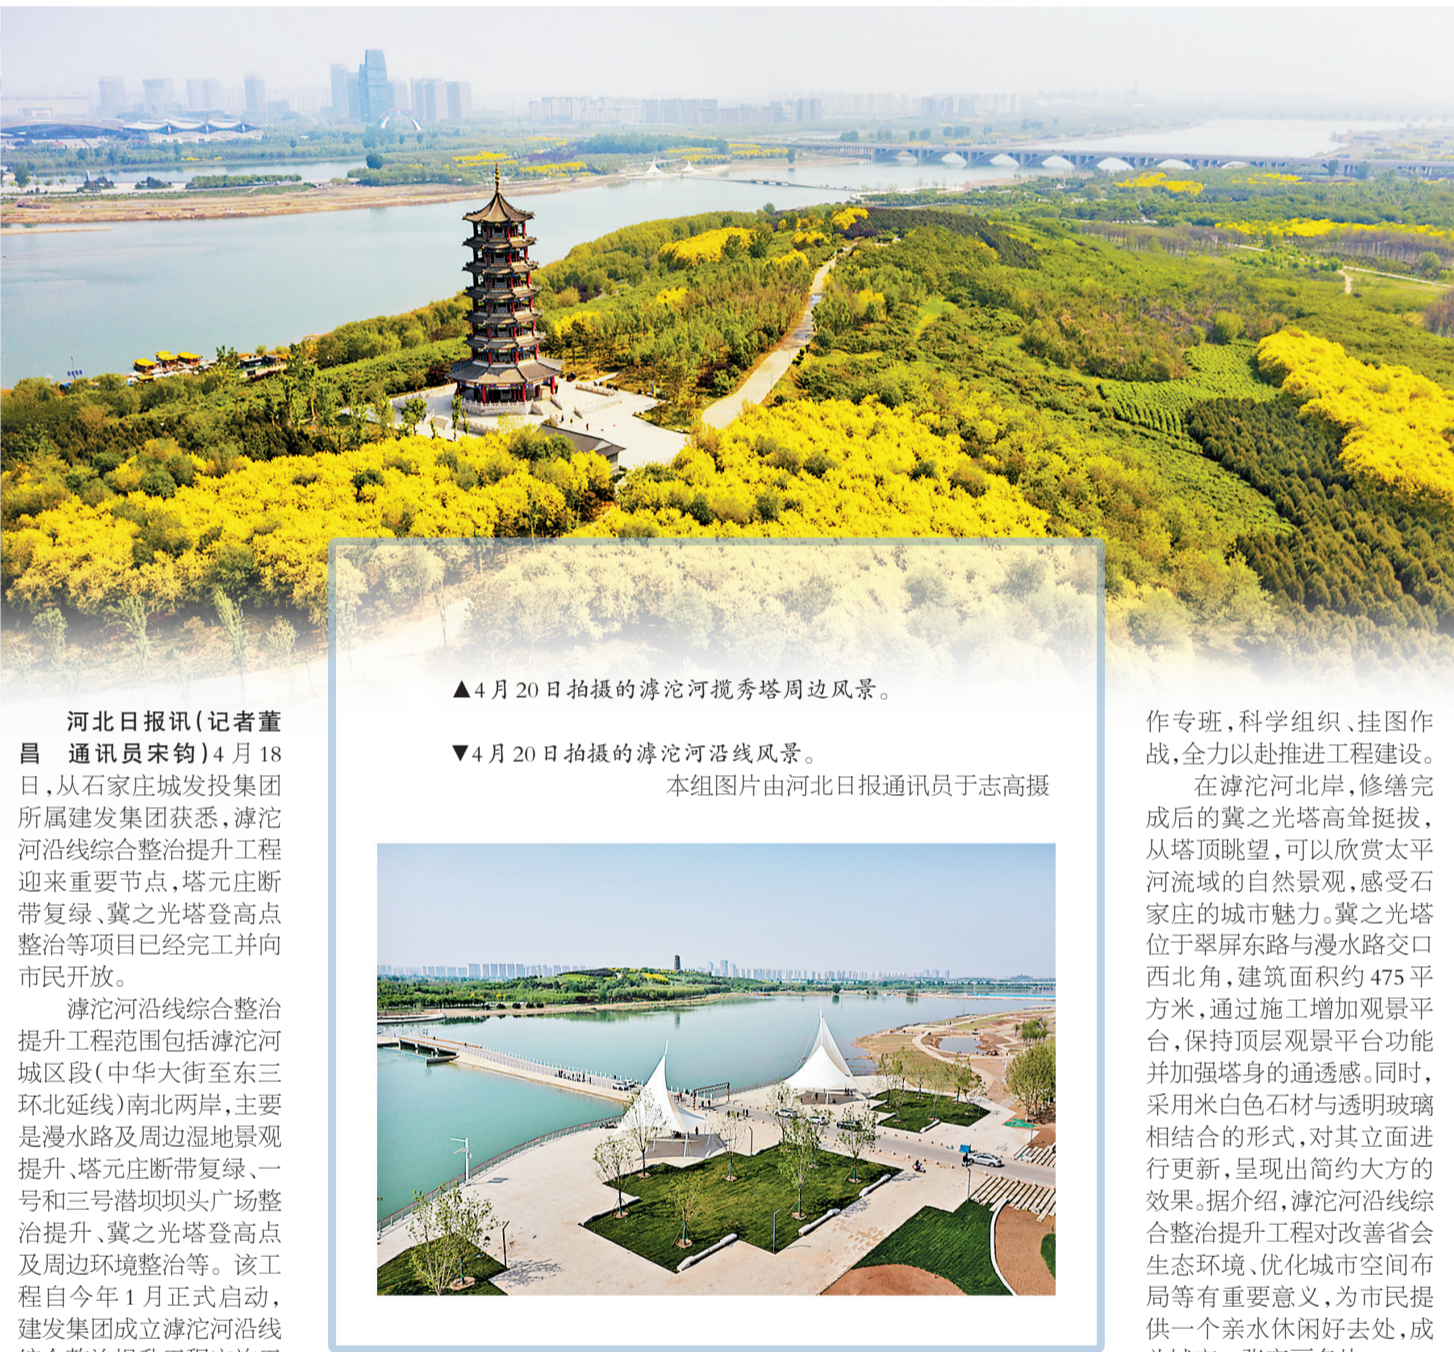 ▲4月20日拍摄的滹沱河揽秀塔周边风景。
▼4月20日拍摄的滹沱河沿线风景。
本组图片由河北日报通讯员于志高摄
河北日报讯(记者董
昌 通讯员宋钧)4月18
日,从石家庄城发投集团
所属建发集团获悉,滹沱
河沿线综合整治提升工程
迎来重要节点,塔元庄断
带复绿、冀之光塔登高点
整治等项目已经完工并向
市民开放。
滹沱河沿线综合整治
提升工程范围包括滹沱河
城区段(中华大街至东三
环北延线)南北两岸,主要
是漫水路及周边湿地景观
提升、塔元庄断带复绿、一
号和三号潜坝坝头广场整
治提升、冀之光塔登高点
及周边环境整治等。该工
程自今年1月正式启动,
建发集团成立滹沱河沿线
作专班,科学组织、挂图作
战,全力以赴推进工程建设。
在滹沱河北岸,修缮完
成后的冀之光塔高耸挺拔,
从塔顶眺望,可以欣赏太平
河流域的自然景观,感受石
家庄的城市魅力。冀之光塔
位于翠屏东路与漫水路交口
西北角,建筑面积约475平
方米,通过施工增加观景平
台,保持顶层观景平台功能
并加强塔身的通透感。同时,
采用米白色石材与透明玻璃
相结合的形式,对其立面进
行更新,呈现出简约大方的
效果。据介绍,滹沱河沿线综
合整治提升工程对改善省会
生态环境、优化城市空间布
局等有重要意义,为市民提
供一个亲水休闲好去处,成